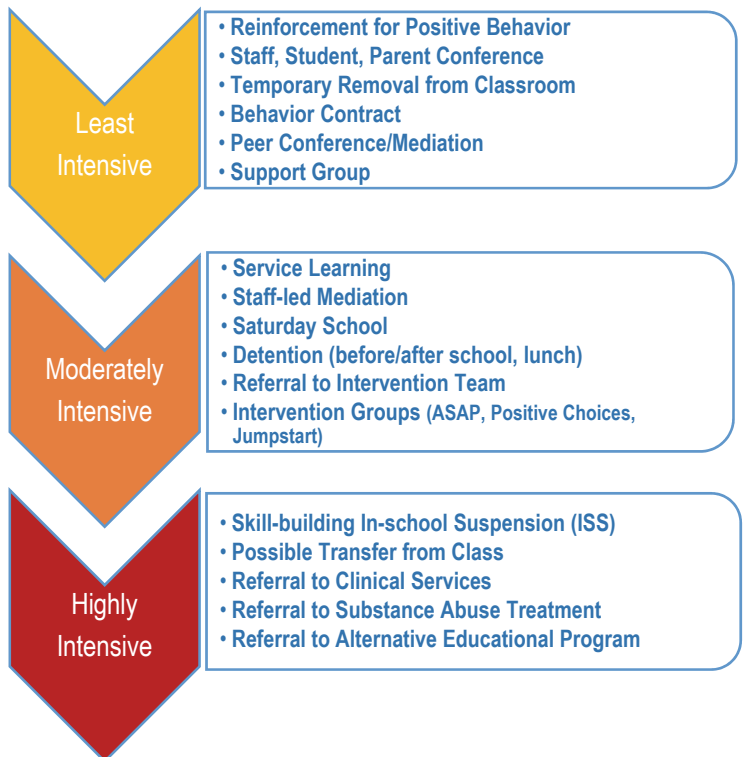 Least
Intensive
• Reinforcement for Positive Behavior
• Staff, Student, Parent Conference
• Temporary Removal from Classroom
• Behavior Contract
• Peer Conference/Mediation
• Support Group
Moderately
Intensive
• Service Learning
• Staff-led Mediation
• Saturday School
• Detention (before/after school, lunch)
• Referral to Intervention Team
• Intervention Groups (ASAP, Positive Choices,
Jumpstart)
Highly
Intensive
• Skill-building In-school Suspension (ISS)
• Possible Transfer from Class
• Referral to Clinical Services
• Referral to Substance Abuse Treatment
• Referral to Alternative Educational Program